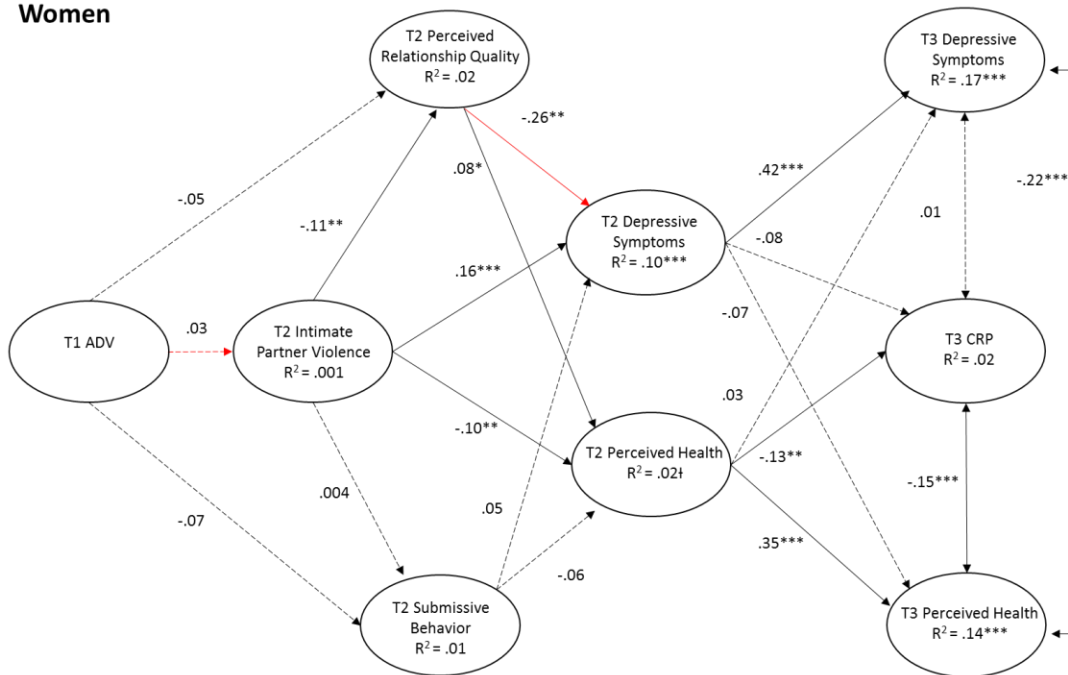 Women
T2 Perceived
Relationship Quality
R² = .02
T3 Depressive
Symptoms
R² = .17***
-.26**
.08*
.42***
-.22***
-.05
.01
-.11**
T2 Depressive
Symptoms
R² = .10***
-.08
.16***
-.07
T1 ADV
.03
T2 Intimate
Partner Violence
R² = .001
T3 CRP
R² = .02
.03
-.10**
T2 Perceived Health
R² = .02ƚ
-.13**
-.15***
.004
.05
-.07
.35***
-.06
T2 Submissive
Behavior
R² = .01
T3 Perceived Health
R² = .14***